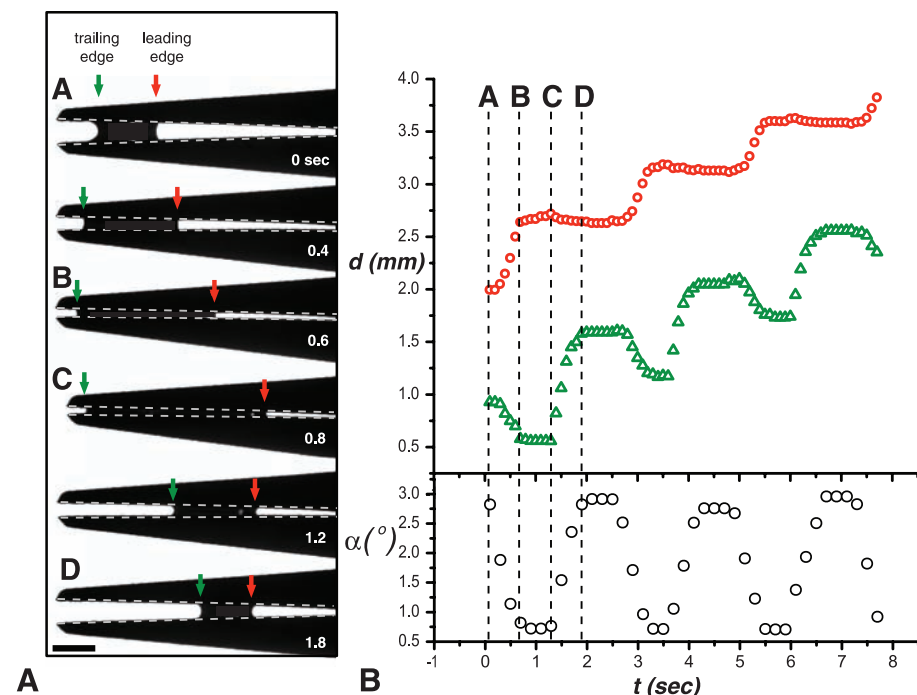 trailing edge
leading edge
A
0 sec
0.4
B
0.6
C
0.8
1.2
D
1.8
A
A B C D
4.0
3.5
3.0
2.5
d (mm)
2.0
1.5
1.0
0.5
3.0
2.5
α(°)
2.0
1.5
1.0
0.5
-1 0 1 2 3 4 5 6 7 8
B
t (sec)